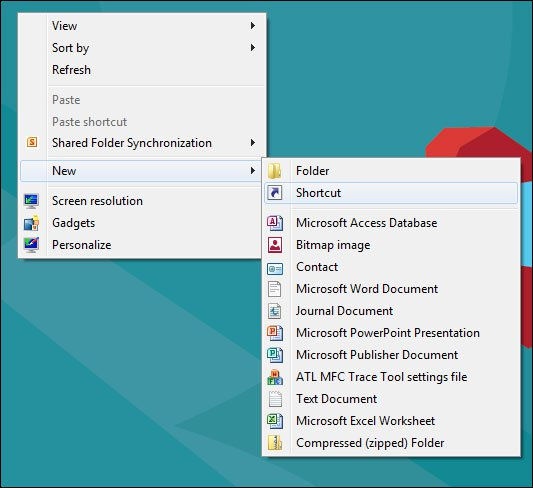 View
Sort by
Refresh
Paste
Paste shortcut
Shared Folder Synchronization
New
Screen resolution
Gadgets
Personalize
Folder
Shortcut
Microsoft Access Database
Bitmap image
Contact
Microsoft Word Document
Journal Document
Microsoft PowerPoint Presentation
Microsoft Publisher Document
ATL MFC Trace Tool settings file
Text Document
Microsoft Excel Worksheet
Compressed (zipped) Folder